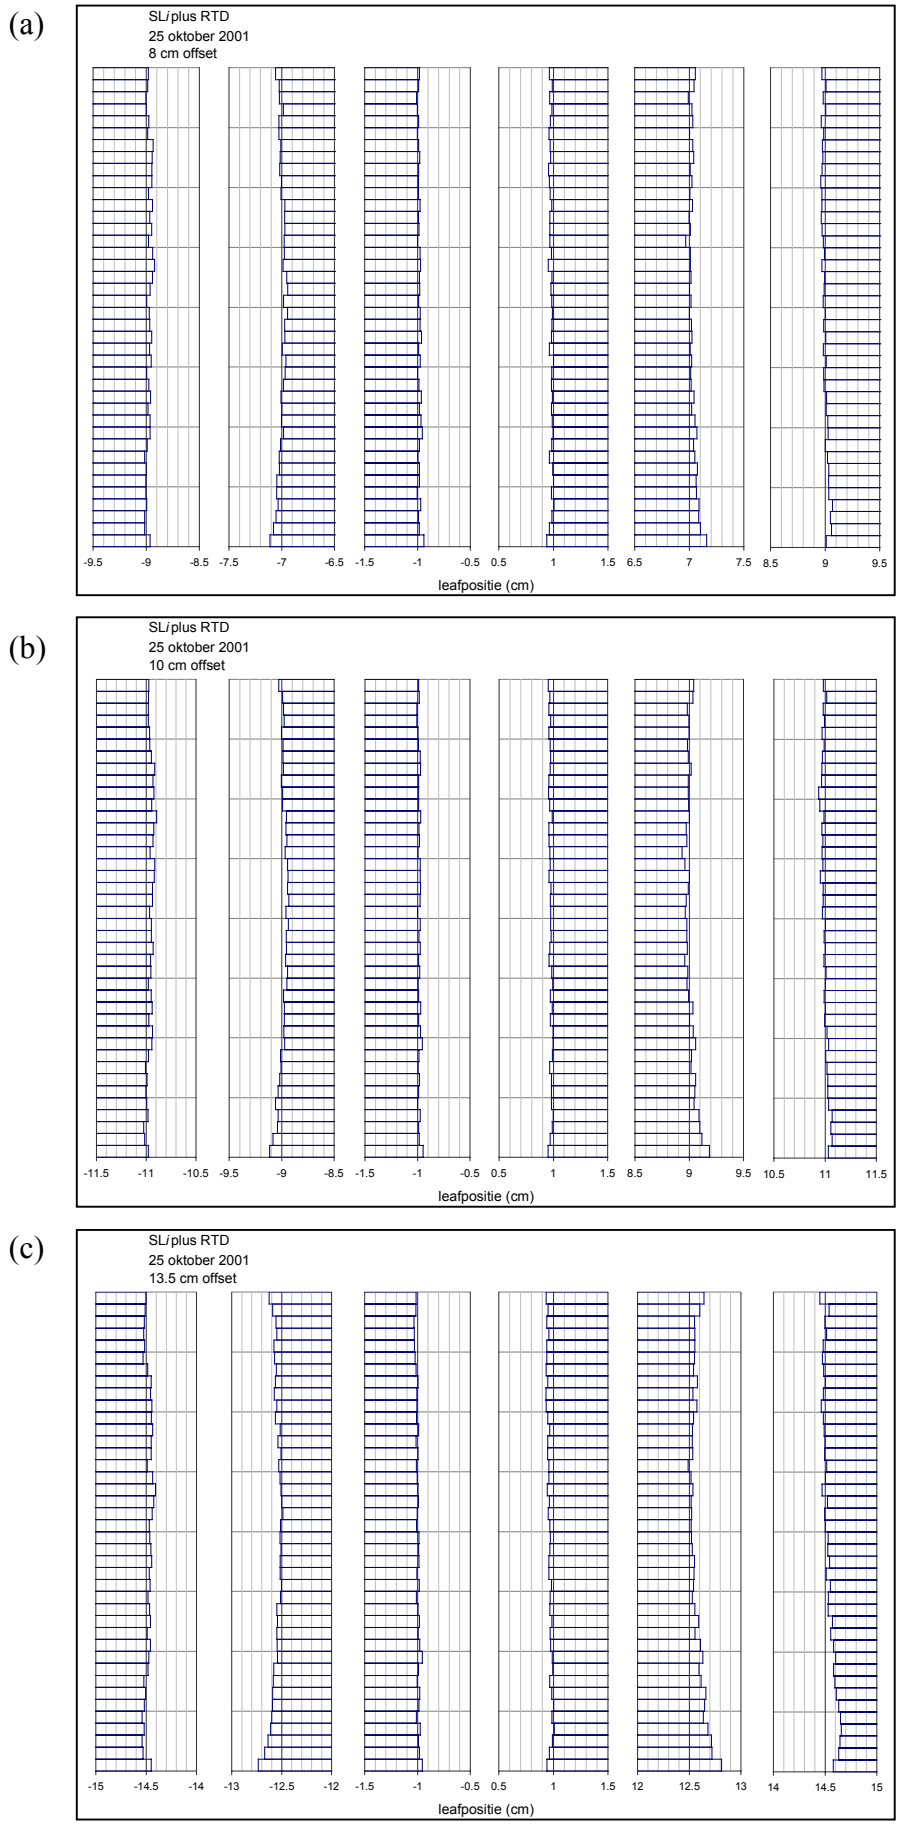 (a)
SLiplus RTD
25 oktober 2001
8 cm offset
-9.5 -9 -8.5 -7.5 -7 -6.5 -1.5 -1 -0.5 0.5 1 1.5 6.5 7 7.5 8.5 9 9.5
leafpositie (cm)
(b)
SLiplus RTD
25 oktober 2001
10 cm offset
-11.5 -11 -10.5 -9.5 -9 -8.5 -1.5 -1 -0.5 0.5 1 1.5 8.5 9 9.5 10.5 11 11.5
leafpositie (cm)
(c)
SLiplus RTD
25 oktober 2001
13.5 cm offset
-15 -14.5 -14 -13 -12.5 -12 -1.5 -1 -0.5 0.5 1 1.5 12 12.5 13 14 14.5 15
leafpositie (cm)